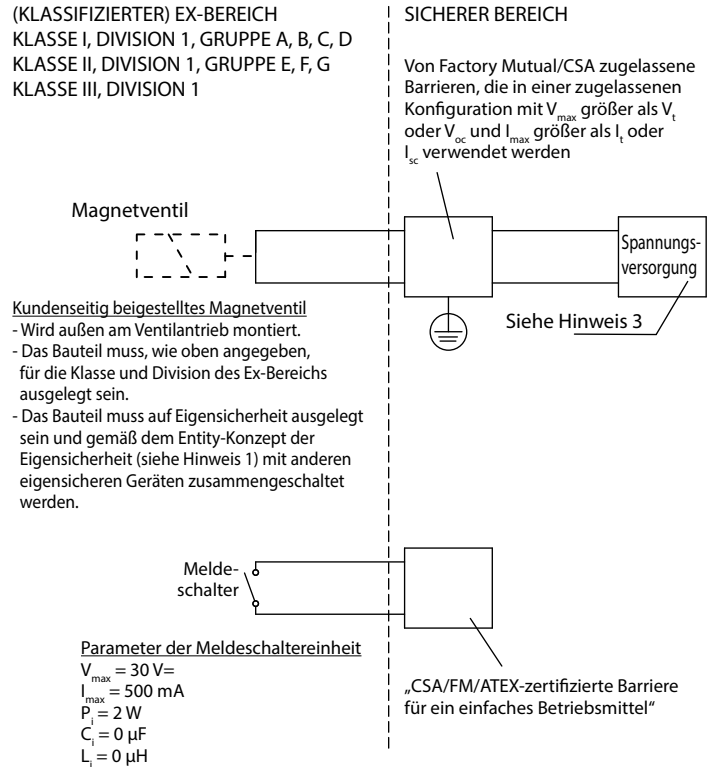 (KLASSIFIZIERTER) EX-BEREICH
KLASSE I, DIVISION 1, GRUPPE A, B, C, D
KLASSE II, DIVISION 1, GRUPPE E, F, G
KLASSE III, DIVISION 1
SICHERER BEREICH
Von Factory Mutual/CSA zugelassene
Barrieren, die in einer zugelassenen
Konfiguration mit Vmax größer als Vt
oder Voc und Imax größer als It oder
Isc verwendet werden
Magnetventil
Spannungs-
versorgung
Siehe Hinweis 3
Kundenseitig beigestelltes Magnetventil
- Wird außen am Ventilantrieb montiert.
- Das Bauteil muss, wie oben angegeben,
für die Klasse und Division des Ex-Bereichs
ausgelegt sein.
- Das Bauteil muss auf Eigensicherheit ausgelegt
sein und gemäß dem Entity-Konzept der
Eigensicherheit (siehe Hinweis 1) mit anderen
eigensicheren Geräten zusammengeschaltet
werden.
Melde-
schalter
Parameter der Meldeschaltereinheit
Vmax = 30 V=
Imax = 500 mA
Pi = 2 W
Ci = 0 µF
Li = 0 µH
„CSA/FM/ATEX-zertifizierte Barriere
für ein einfaches Betriebsmittel“